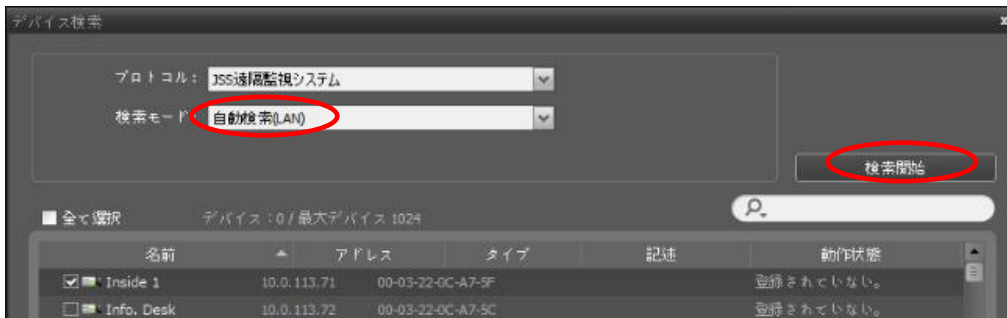 デバイス検索
プロトコル: JSS遠隔監視システム
検索モード: 自動検索(LAN)
検索開始
全て選択 デバイス:0/最大デバイス 1024
名前 アドレス タイプ 記述 動作状態
Inside 1 10.0.113.71 00-03-22-0C-A7-5F 登録されていない。
Info. Desk 10.0.113.72 00-03-22-0C-A7-5C 登録されていない。